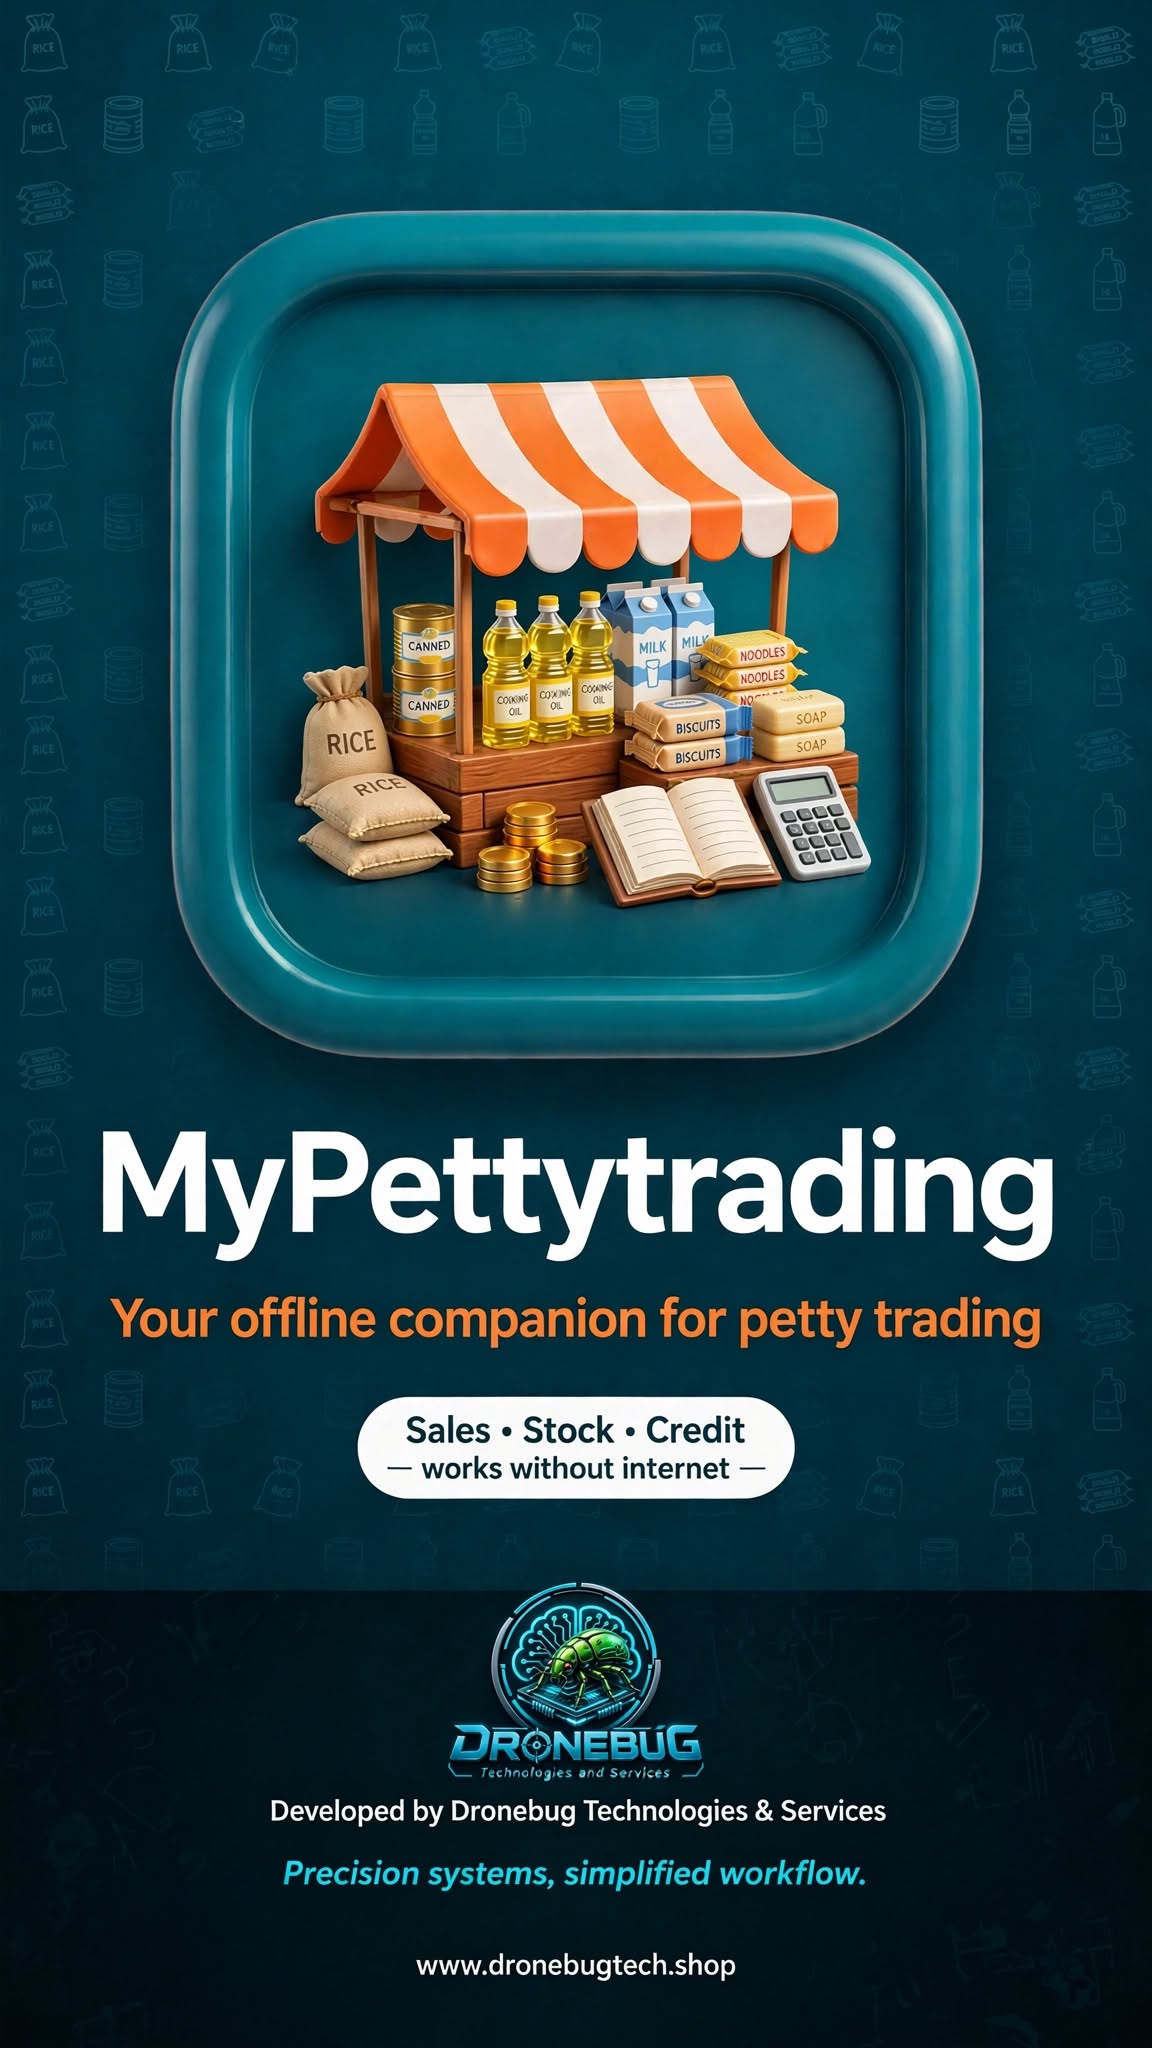 CANNED
CANNED
COOKING
OIL
COOKING
OIL
COOKING
OIL
MILK
MILK
NOODLES
NOODLES
NOODLES
BISCUITS
BISCUITS
SOAP
SOAP
RICE
RICE
MyPettytrading
Your offline companion for petty trading
Sales • Stock • Credit
— works without internet —
DRONEBUG
Technologies and Services
Developed by Dronebug Technologies & Services
Precision systems, simplified workflow.
www.dronebugtech.shop